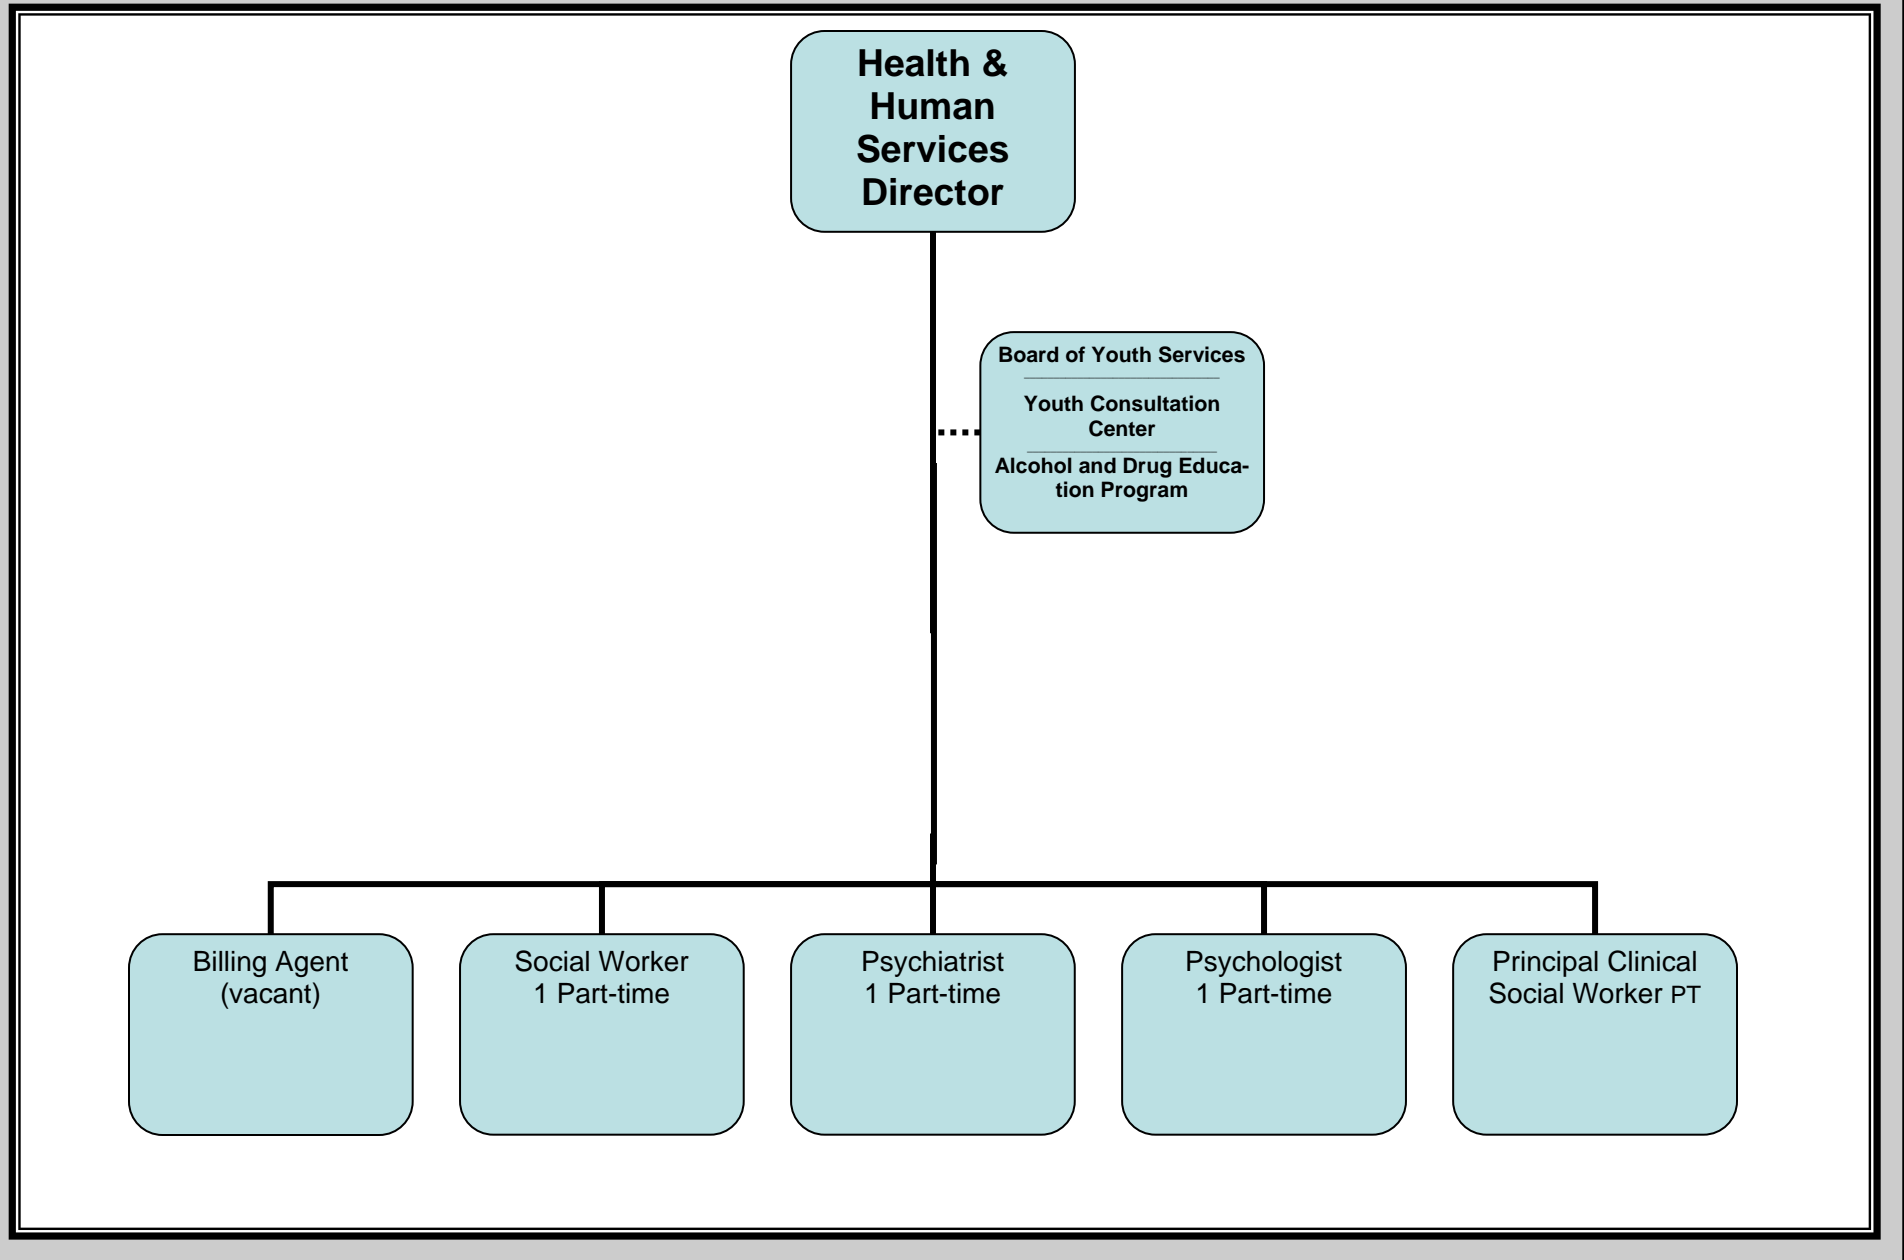 Health &
Human
Services
Director
Board of Youth Services
Youth Consultation
Center
Alcohol and Drug Educa-
tion Program
Billing Agent
(vacant)
Social Worker
1 Part-time
Psychiatrist
1 Part-time
Psychologist
1 Part-time
Principal Clinical
Social Worker PT